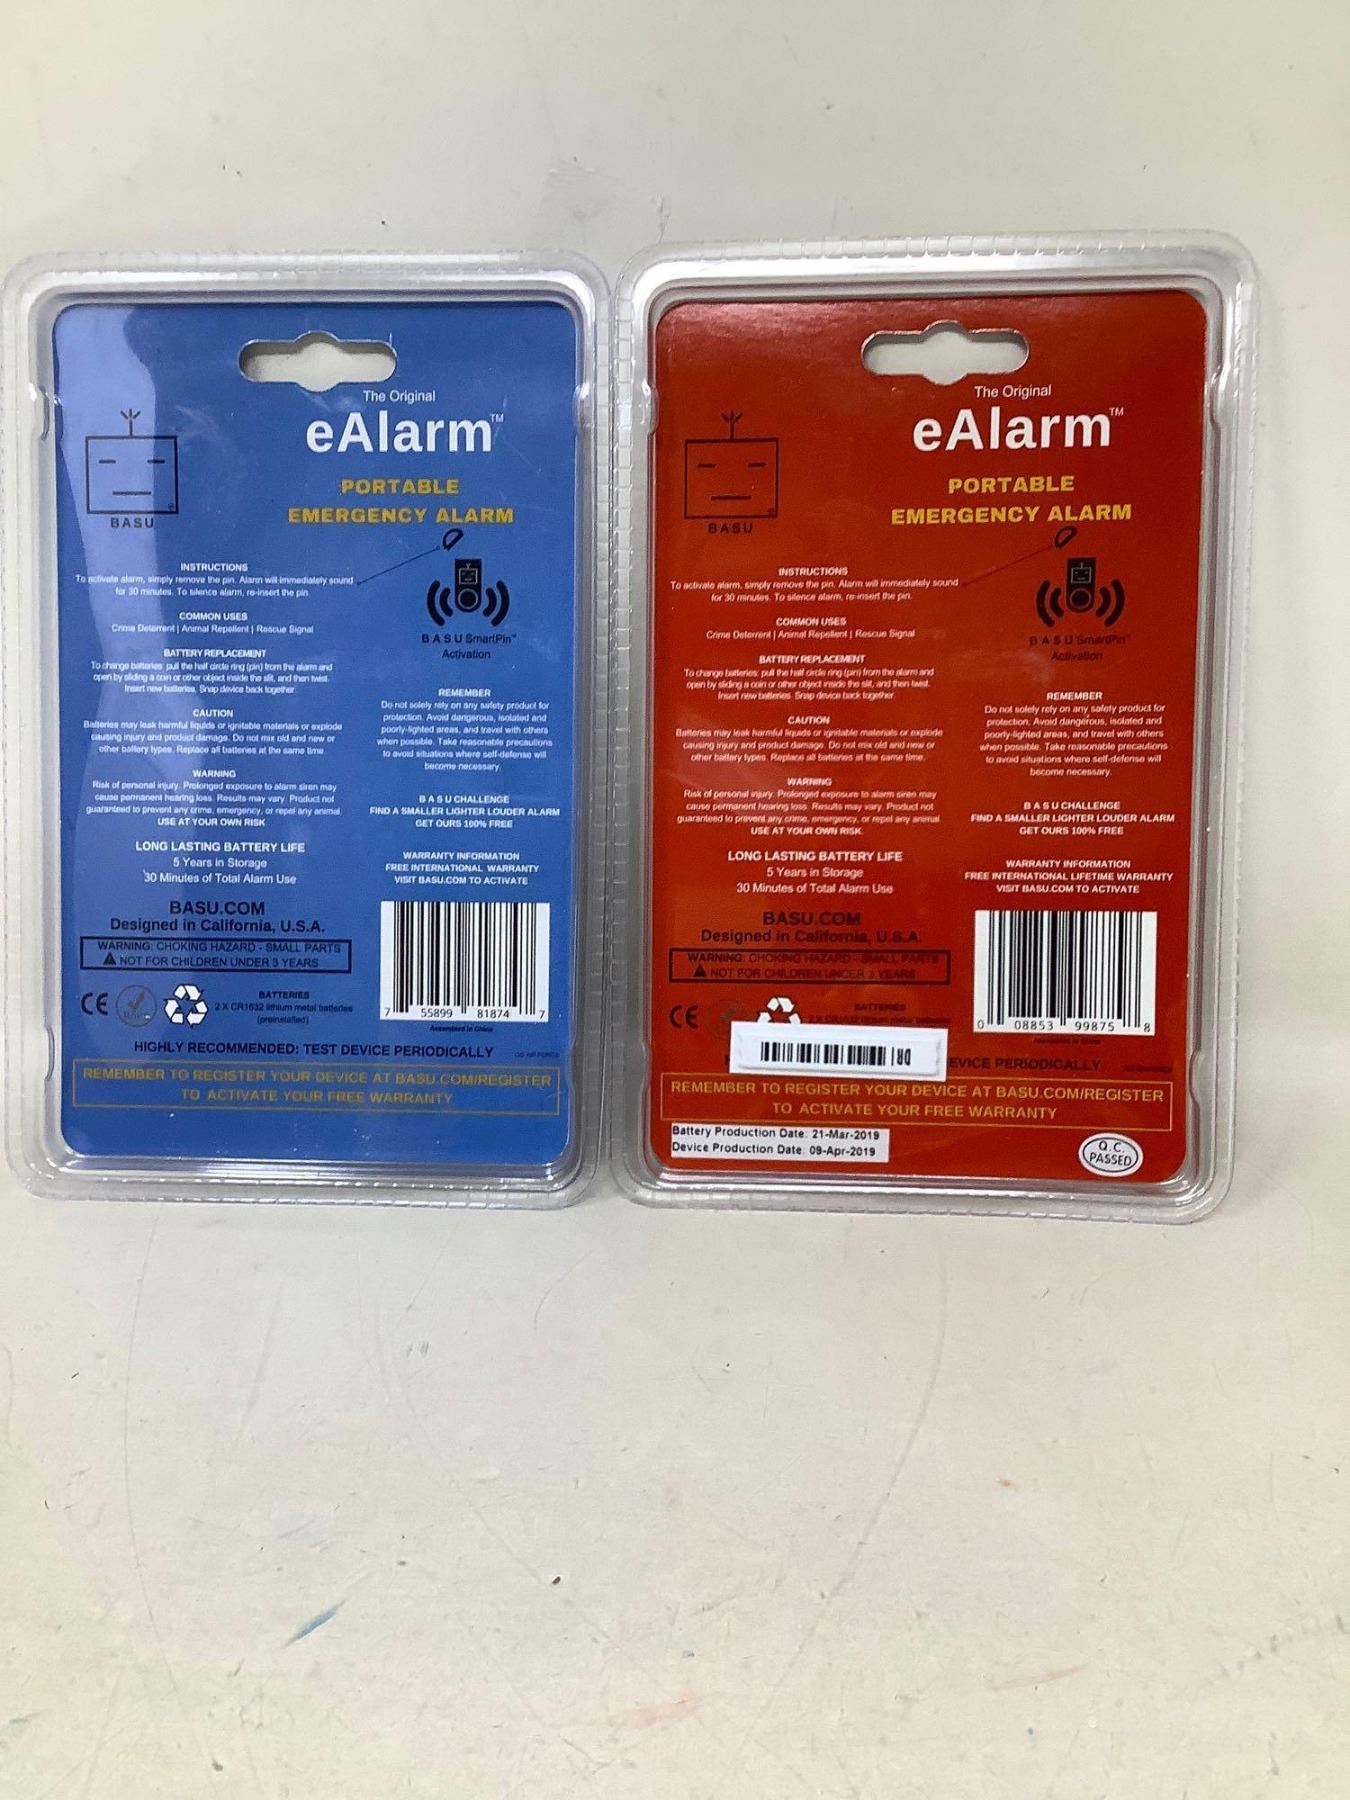 The Original
eAlarm™
BASU
PORTABLE
EMERGENCY ALARM
INSTRUCTIONS
To activate alarm, simply remove the pin. Alarm will immediately sound
for 30 minutes. To silence alarm, re-insert the pin.
COMMON USES
Crime Deterrent | Animal Repellent | Rescue Signal
BATTERY REPLACEMENT
To change batteries: pull the half circle ring (pin) from the alarm and
open by sliding a coin or other object inside the slit, and then twist.
Insert new batteries. Snap device back together.
CAUTION
Batteries may leak harmful liquids or ignitable materials or explode
causing injury and product damage. Do not mix old and new or
other battery types. Replace all batteries at the same time.
WARNING
Risk of personal injury. Prolonged exposure to alarm siren may
cause permanent hearing loss. Results may vary. Product not
guaranteed to prevent any crime, emergency, or repel any animal.
USE AT YOUR OWN RISK
LONG LASTING BATTERY LIFE
5 Years in Storage
30 Minutes of Total Alarm Use
BASU.COM
Designed in California, U.S.A.
WARNING: CHOKING HAZARD - SMALL PARTS
NOT FOR CHILDREN UNDER 3 YEARS
CE
BATTERIES
2 X CR1632 lithium metal batteries
(preinstalled)
BASU SmartPin™
Activation
REMEMBER
Do not solely rely on any safety product for
protection. Avoid dangerous, isolated and
poorly-lighted areas, and travel with others
when possible. Take reasonable precautions
to avoid situations where self-defense will
become necessary.
BASU CHALLENGE
FIND A SMALLER LIGHTER LOUDER ALARM
GET OURS 100% FREE
WARRANTY INFORMATION
FREE INTERNATIONAL WARRANTY
VISIT BASU.COM TO ACTIVATE
7 55899 81874 7
Assembled in China
HIGHLY RECOMMENDED: TEST DEVICE PERIODICALLY
REMEMBER TO REGISTER YOUR DEVICE AT BASU.COM/REGISTER
TO ACTIVATE YOUR FREE WARRANTY
The Original
eAlarm™
BASU
PORTABLE
EMERGENCY ALARM
INSTRUCTIONS
To activate alarm, simply remove the pin. Alarm will immediately sound
for 30 minutes. To silence alarm, re-insert the pin.
COMMON USES
Crime Deterrent | Animal Repellent | Rescue Signal
BATTERY REPLACEMENT
To change batteries: pull the half circle ring (pin) from the alarm and
open by sliding a coin or other object inside the slit, and then twist.
Insert new batteries. Snap device back together.
CAUTION
Batteries may leak harmful liquids or ignitable materials or explode
causing injury and product damage. Do not mix old and new or
other battery types. Replace all batteries at the same time.
WARNING
Risk of personal injury. Prolonged exposure to alarm siren may
cause permanent hearing loss. Results may vary. Product not
guaranteed to prevent any crime, emergency, or repel any animal
USE AT YOUR OWN RISK.
LONG LASTING BATTERY LIFE
5 Years in Storage
30 Minutes of Total Alarm Use
BASU.COM
Designed in California, U.S.A.
WARNING: CHOKING HAZARD - SMALL PARTS
NOT FOR CHILDREN UNDER 3 YEARS
CE
BATTERIES
2 X CR1632 lithium metal batteries
BASU SmartPin™
Activation
REMEMBER
Do not solely rely on any safety product for
protection. Avoid dangerous, isolated and
poorly-lighted areas, and travel with others
when possible. Take reasonable precautions
to avoid situations where self-defense will
become necessary.
BASU CHALLENGE
FIND A SMALLER LIGHTER LOUDER ALARM
GET OURS 100% FREE
WARRANTY INFORMATION
FREE INTERNATIONAL LIFETIME WARRANTY
VISIT BASU.COM TO ACTIVATE
0 08853 99875 8
Assembled in China
EVICE PERIODICALLY
REMEMBER TO REGISTER YOUR DEVICE AT BASU.COM/REGISTER
TO ACTIVATE YOUR FREE WARRANTY
Battery Production Date: 21-Mar-2019
Device Production Date: 09-Apr-2019
Q.C.
PASSED